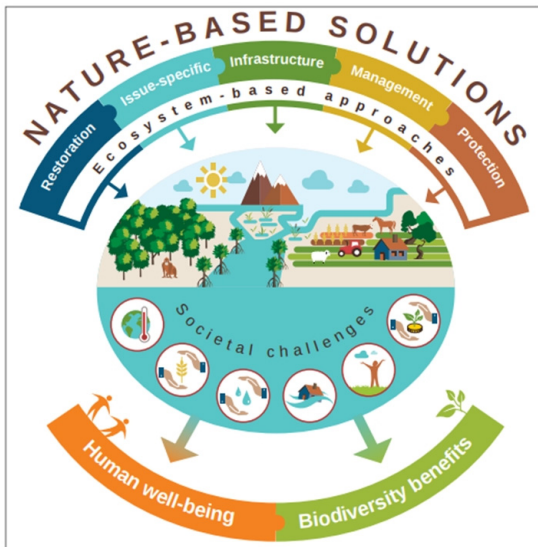 NATURE-BASED SOLUTIONS
Restoration
Issue-specific
Infrastructure
Management
Protection
Ecosystem-based approaches
Societal challenges
Human well-being
Biodiversity benefits